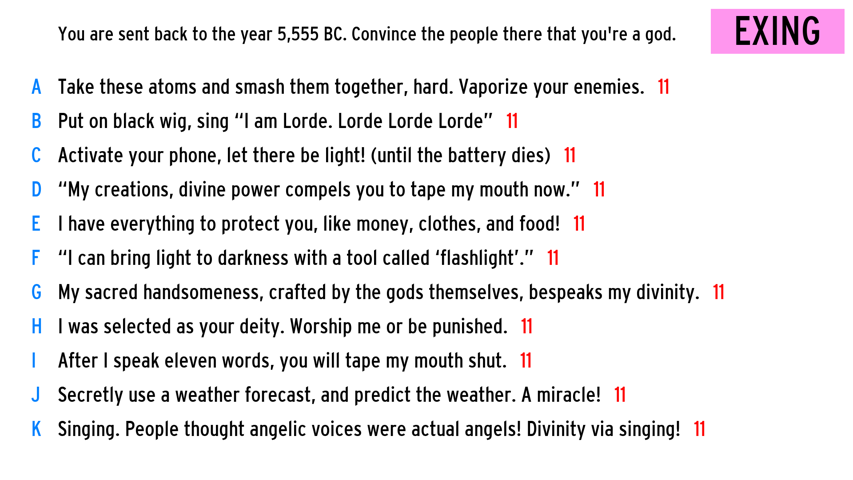 You are sent back to the year 5,555 BC. Convince the people there that you're a god.
EXING
A Take these atoms and smash them together, hard. Vaporize your enemies. 11
B Put on black wig, sing “I am Lorde. Lorde Lorde Lorde” 11
C Activate your phone, let there be light! (until the battery dies) 11
D “My creations, divine power compels you to tape my mouth now.” 11
E I have everything to protect you, like money, clothes, and food! 11
F “I can bring light to darkness with a tool called ‘flashlight’.” 11
G My sacred handsomeness, crafted by the gods themselves, bespeaks my divinity. 11
H I was selected as your deity. Worship me or be punished. 11
I After I speak eleven words, you will tape my mouth shut. 11
J Secretly use a weather forecast, and predict the weather. A miracle! 11
K Singing. People thought angelic voices were actual angels! Divinity via singing! 11